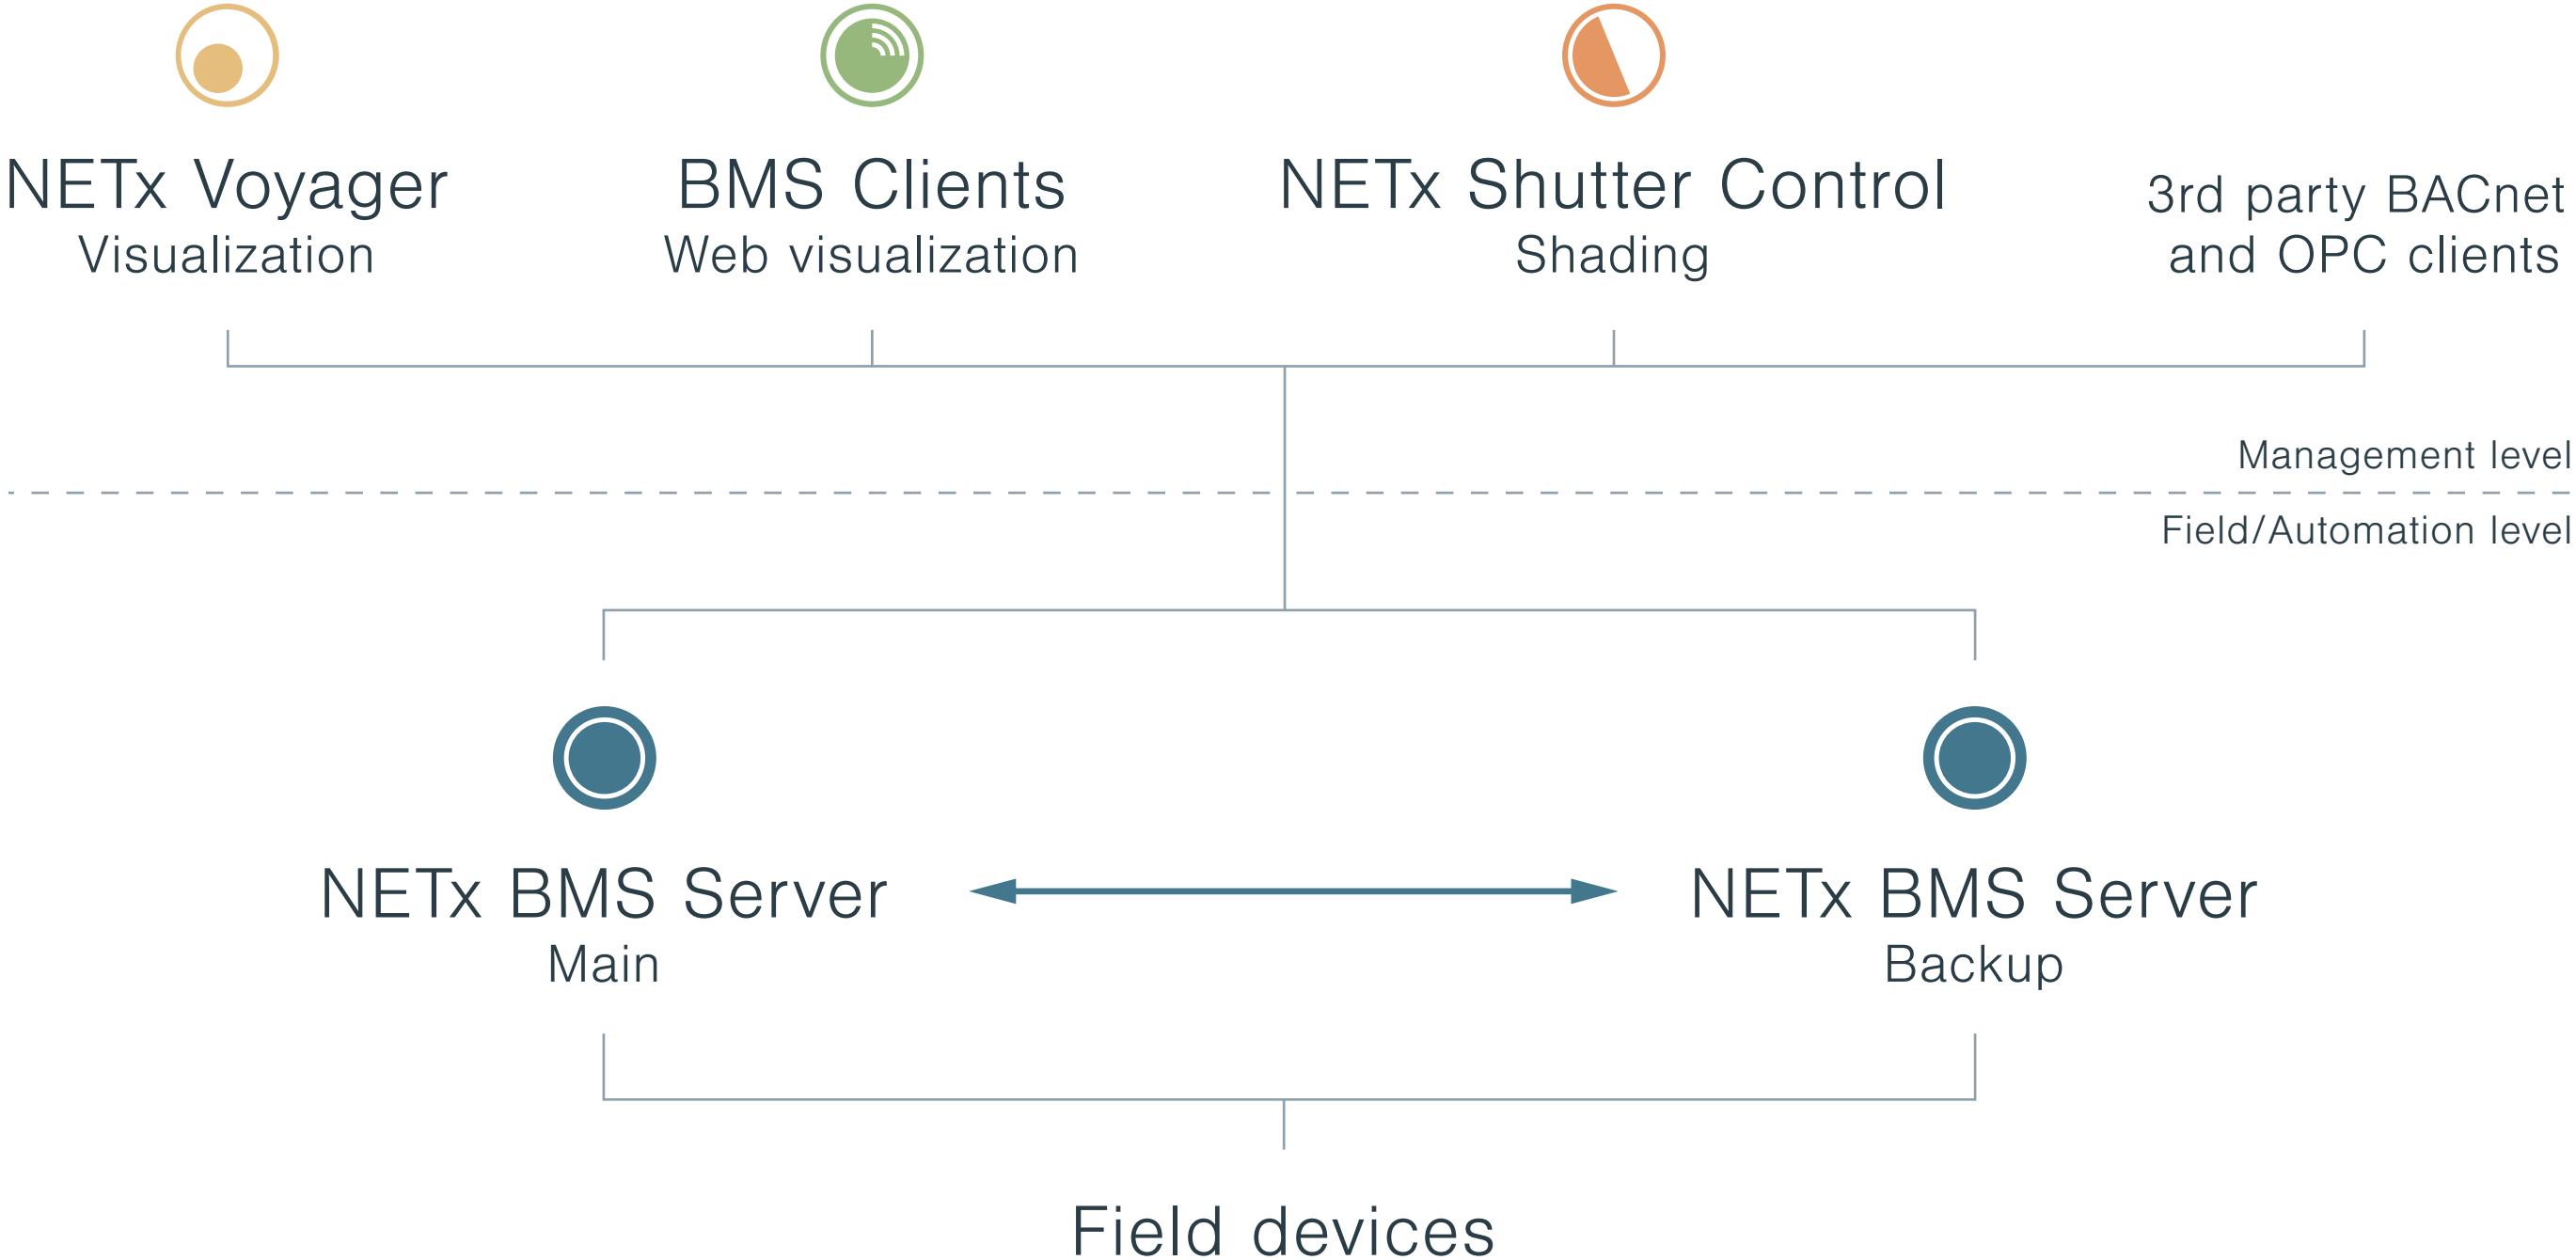 NETx Voyager
Visualization
BMS Clients
Web visualization
NETx Shutter Control
Shading
3rd party BACnet
and OPC clients
Management level
Field/Automation level
NETx BMS Server
Main
NETx BMS Server
Backup
Field devices